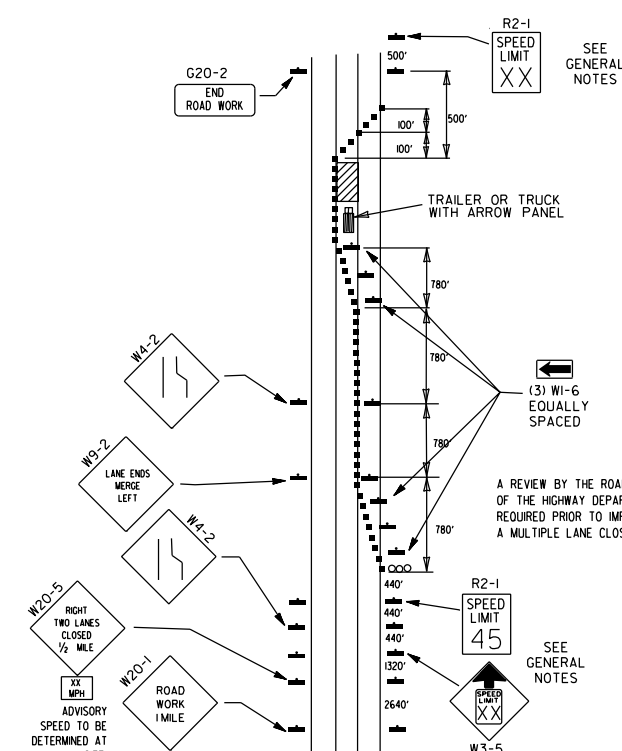 R2-1
SPEED
LIMIT
XX
SEE
GENERAL
NOTES
500'
G20-2
END
ROAD WORK
100'
500'
100'
TRAILER OR TRUCK
WITH ARROW PANEL
780'
W4-2
780'
(3) W1-6
EQUALLY
SPACED
W9-2
LANE ENDS
MERGE
LEFT
780'
A REVIEW BY THE
OF THE HIGHWAY
REQUIRED PRIOR TO
A MULTIPLE LANE
W4-2
780'
440'
R2-1
SPEED
LIMIT
45
W20-5
RIGHT
TWO LANES
CLOSED
1/2 MILE
440'
440'
SEE
GENERAL
NOTES
1320'
XX
MPH
W20-1
ROAD
WORK
1 MILE
SPEED
LIMIT
XX
2640'
ADVISORY
SPEED TO BE
DETERMINED AT
W3-5